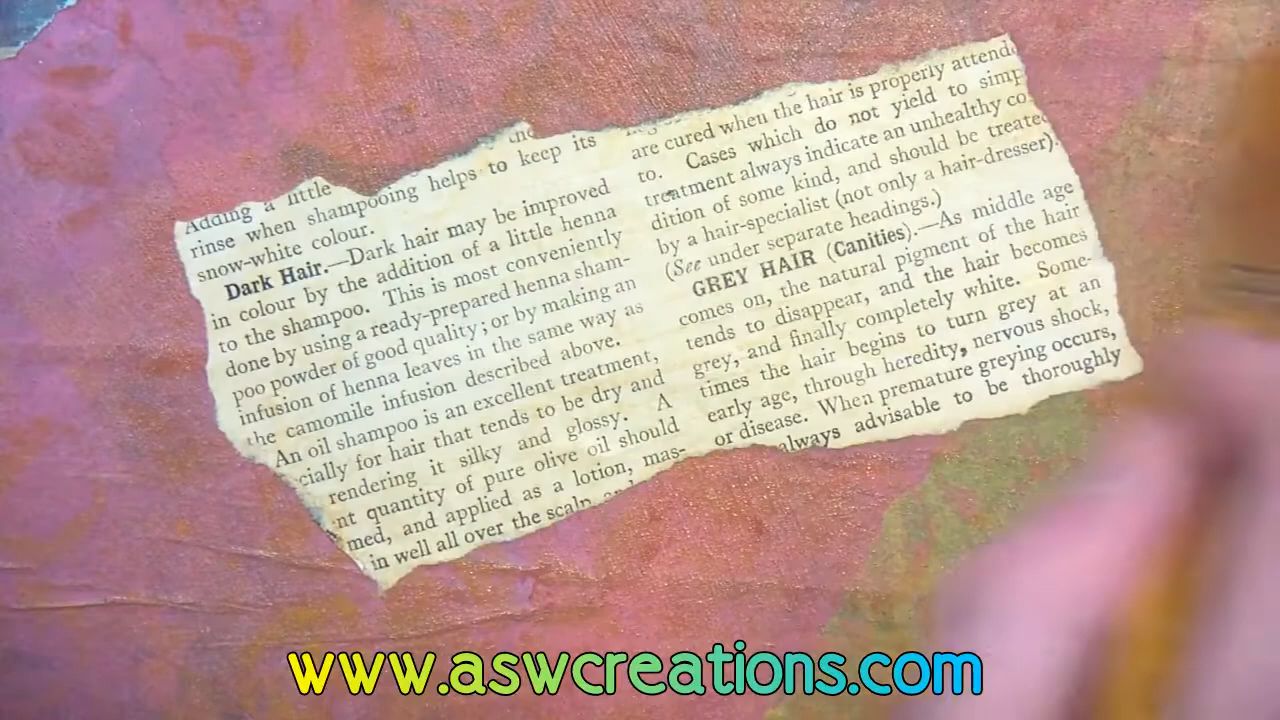 Adding a little
rinse when shampooing helps to keep its
snow-white colour.
Dark Hair.—Dark hair may be improved
in colour by the addition of a little henna
to the shampoo. This is most conveniently
done by using a ready-prepared henna sham-
poo powder of good quality; or by making an
infusion of henna leaves in the same way as
the camomile infusion described above.
An oil shampoo is an excellent treatment,
cially for hair that tends to be dry and
rendering it silky and glossy. A
nt quantity of pure olive oil should
med, and applied as a lotion, mas-
in well all over the scalp
are cured when the hair is properly attend
to. Cases which do not yield to simp
treatment always indicate an unhealthy co
dition of some kind, and should be treated
by a hair-specialist (not only a hair-dresser).
(See under separate headings.)
GREY HAIR (Canities).—As middle age
comes on, the natural pigment of the hair
tends to disappear, and the hair becomes
grey, and finally completely white. Some-
times the hair begins to turn grey at an
early age, through heredity, nervous shock,
or disease. When premature greying occurs,
always advisable to be thoroughly
www.aswcreations.com